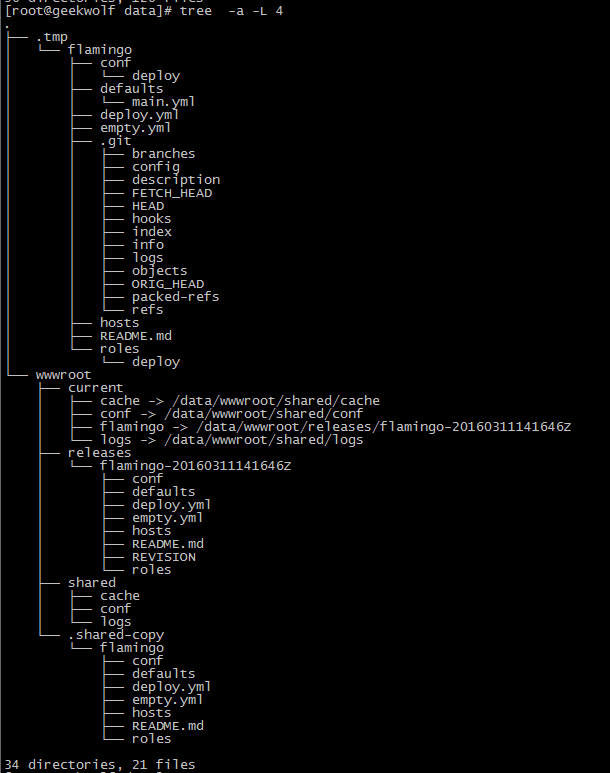 [root@geekwolf data]# tree  -a -L 4
.
├── .tmp
│   └── flamingo
│       ├── conf
│       │   └── deploy
│       ├── defaults
│       │   └── main.yml
│       ├── deploy.yml
│       ├── empty.yml
│       ├── .git
│       │   ├── branches
│       │   ├── config
│       │   ├── description
│       │   ├── FETCH_HEAD
│       │   ├── HEAD
│       │   ├── hooks
│       │   ├── index
│       │   ├── info
│       │   ├── logs
│       │   ├── objects
│       │   ├── ORIG_HEAD
│       │   ├── packed-refs
│       │   └── refs
│       ├── hosts
│       ├── README.md
│       └── roles
│           └── deploy
└── wwwroot
    ├── current
    │   ├── cache -> /data/wwwroot/shared/cache
    │   ├── conf -> /data/wwwroot/shared/conf
    │   ├── flamingo -> /data/wwwroot/releases/flamingo-20160311141646Z
    │   └── logs -> /data/wwwroot/shared/logs
    ├── releases
    │   └── flamingo-20160311141646Z
    │       ├── conf
    │       ├── defaults
    │       ├── deploy.yml
    │       ├── empty.yml
    │       ├── hosts
    │       ├── README.md
    │       ├── REVISION
    │       └── roles
    ├── shared
    │   ├── cache
    │   ├── conf
    │   └── logs
    └── .shared-copy
        └── flamingo
            ├── conf
            ├── defaults
            ├── deploy.yml
            ├── empty.yml
            ├── hosts
            ├── README.md
            └── roles
34 directories, 21 files